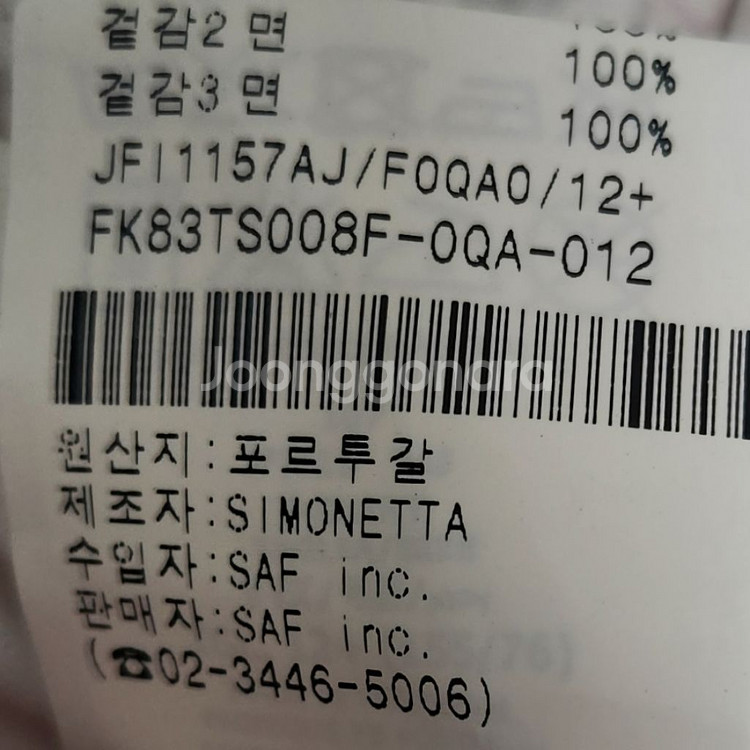 겉감2 면 100%
겉감3 면 100%
JFI1157AJ/F0QA0/12+
FK83TS008F-0QA-012
Joonggonara
원산지:포르투갈
제조자:SIMONETTA
수입자:SAF inc.
판매자:SAF inc.
(☎02-3446-5006)